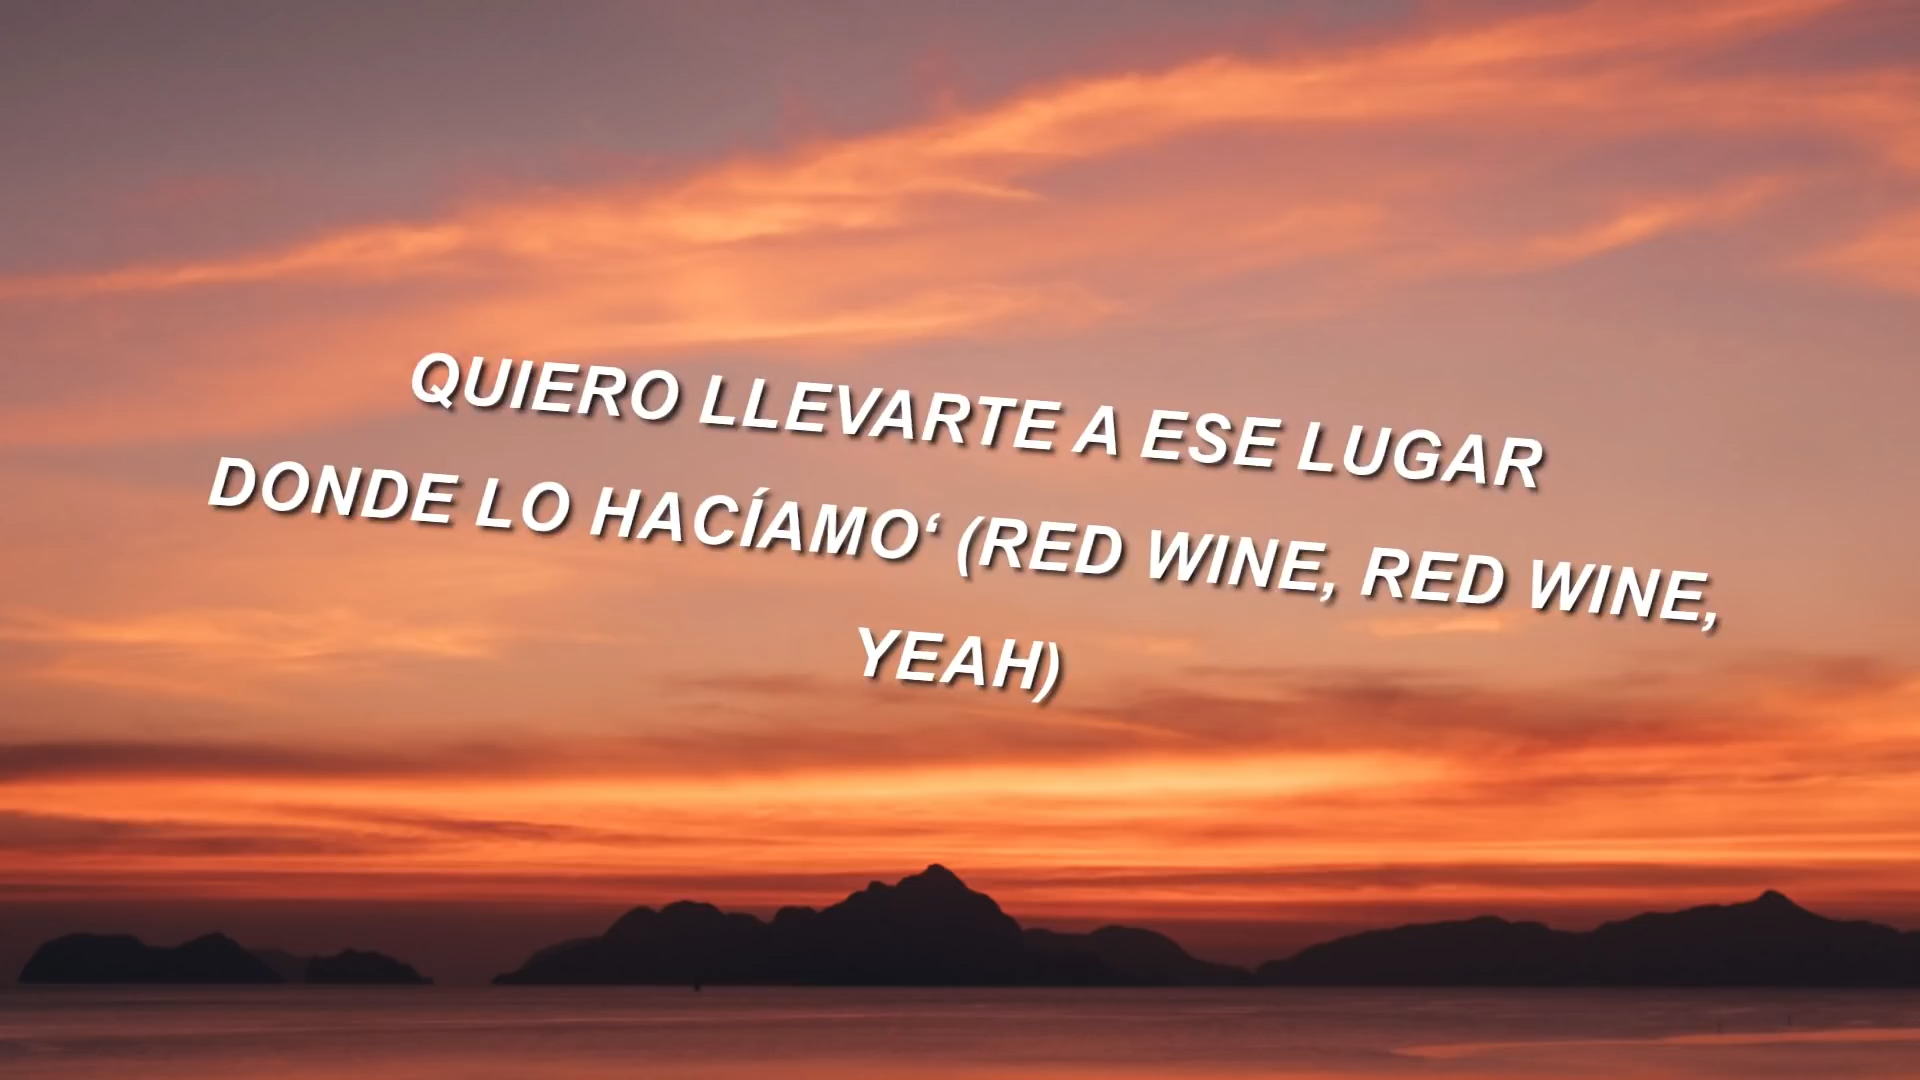 QUIERO LLEVARTE A ESE LUGAR
DONDE LO HACÍAMO‘ (RED WINE, RED WINE,
YEAH)